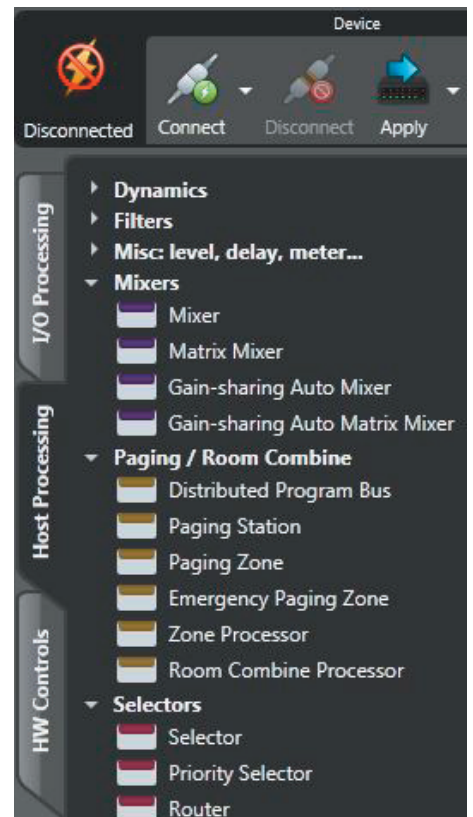 Device
Disconnected
Connect
Disconnect
Apply
I/O Processing
Host Processing
HW Controls
Dynamics
Filters
Misc: level, delay, meter...
Mixers
Mixer
Matrix Mixer
Gain-sharing Auto Mixer
Gain-sharing Auto Matrix Mixer
Paging / Room Combine
Distributed Program Bus
Paging Station
Paging Zone
Emergency Paging Zone
Zone Processor
Room Combine Processor
Selectors
Selector
Priority Selector
Router